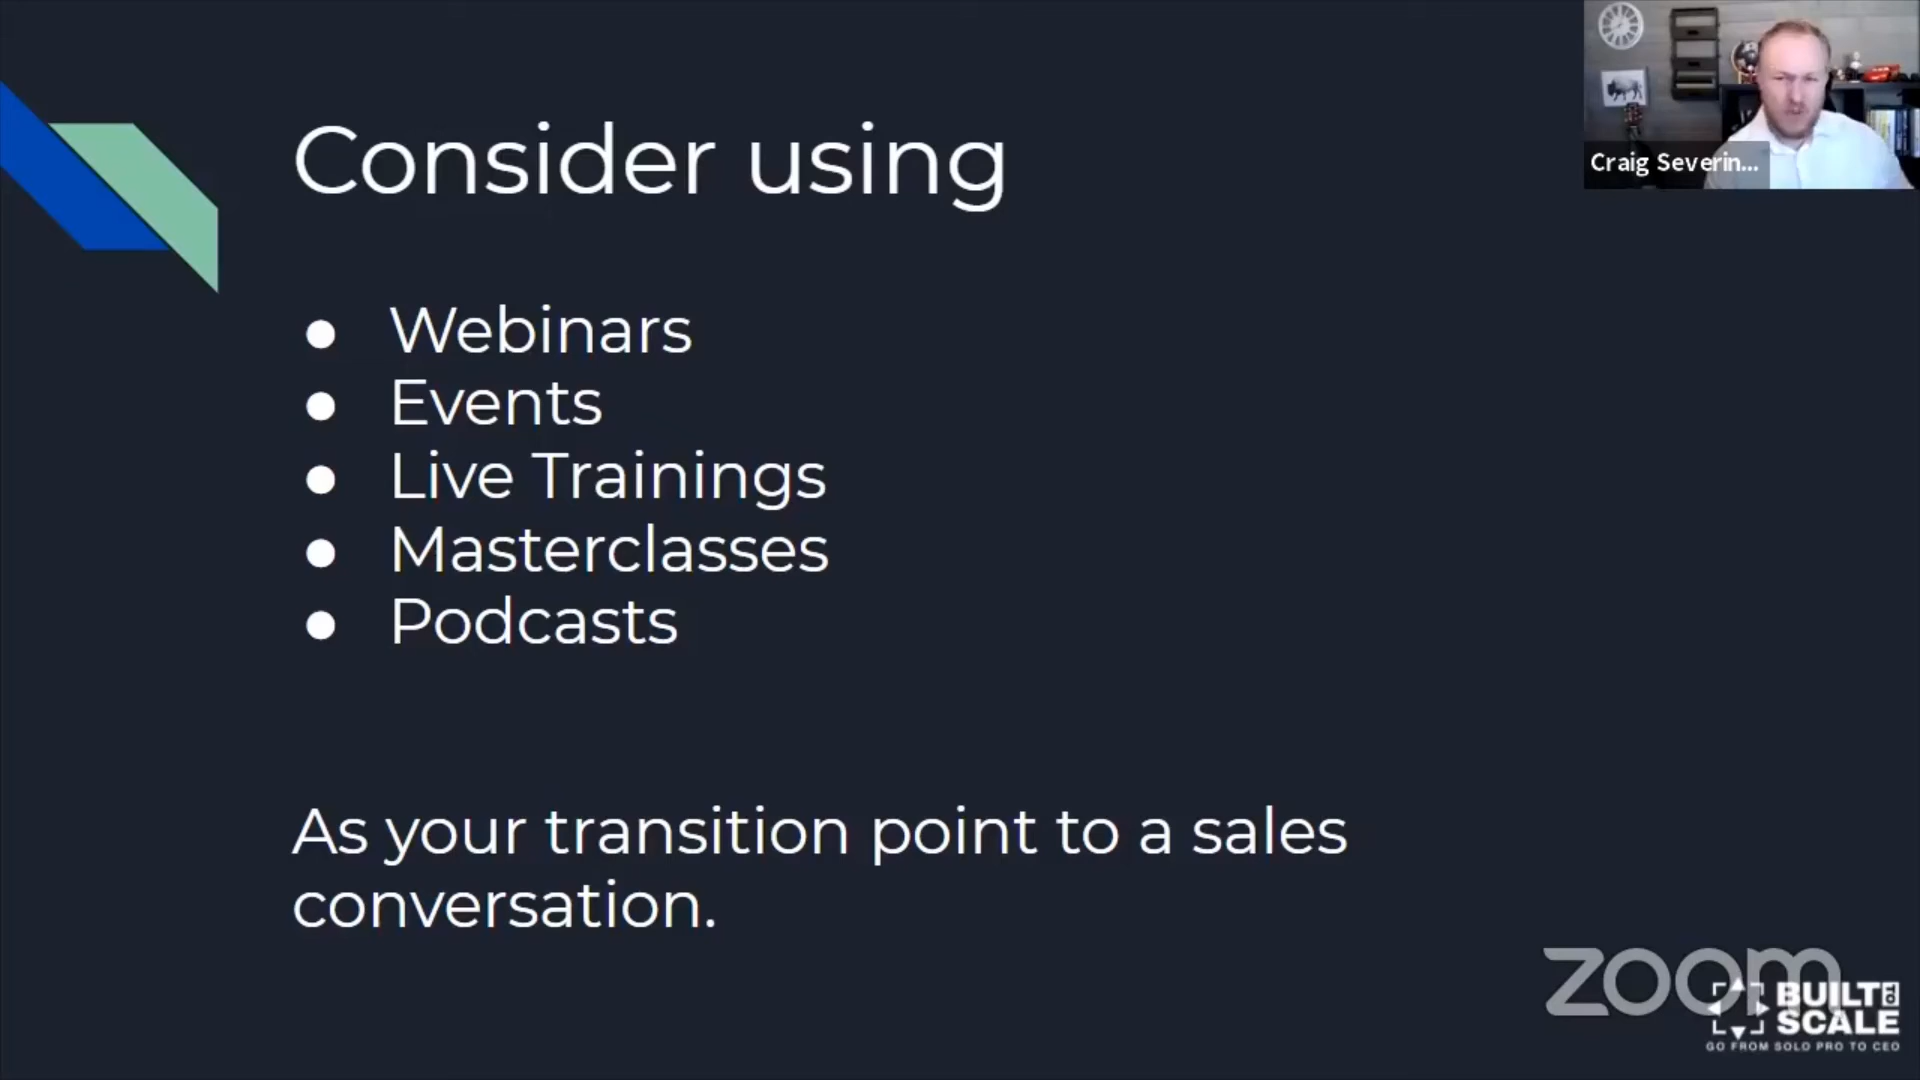 Craig Severin...
Consider using
● Webinars
● Events
● Live Trainings
● Masterclasses
● Podcasts
As your transition point to a sales
conversation.
zoom
BUILT TO
SCALE
GO FROM SOLO PRO TO CEO